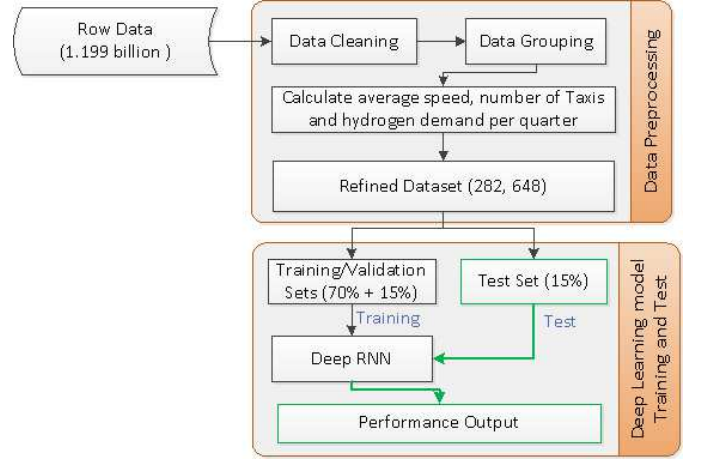 Row Data
(1.199 billion )
Data Cleaning
Data Grouping
Calculate average speed, number of Taxis
and hydrogen demand per quarter
Refined Dataset (282, 648)
Data Preprocessing
Training/Validation
Sets (70% + 15%)
Test Set (15%)
Training
Test
Deep RNN
Performance Output
Deep Learning model
Training and Test